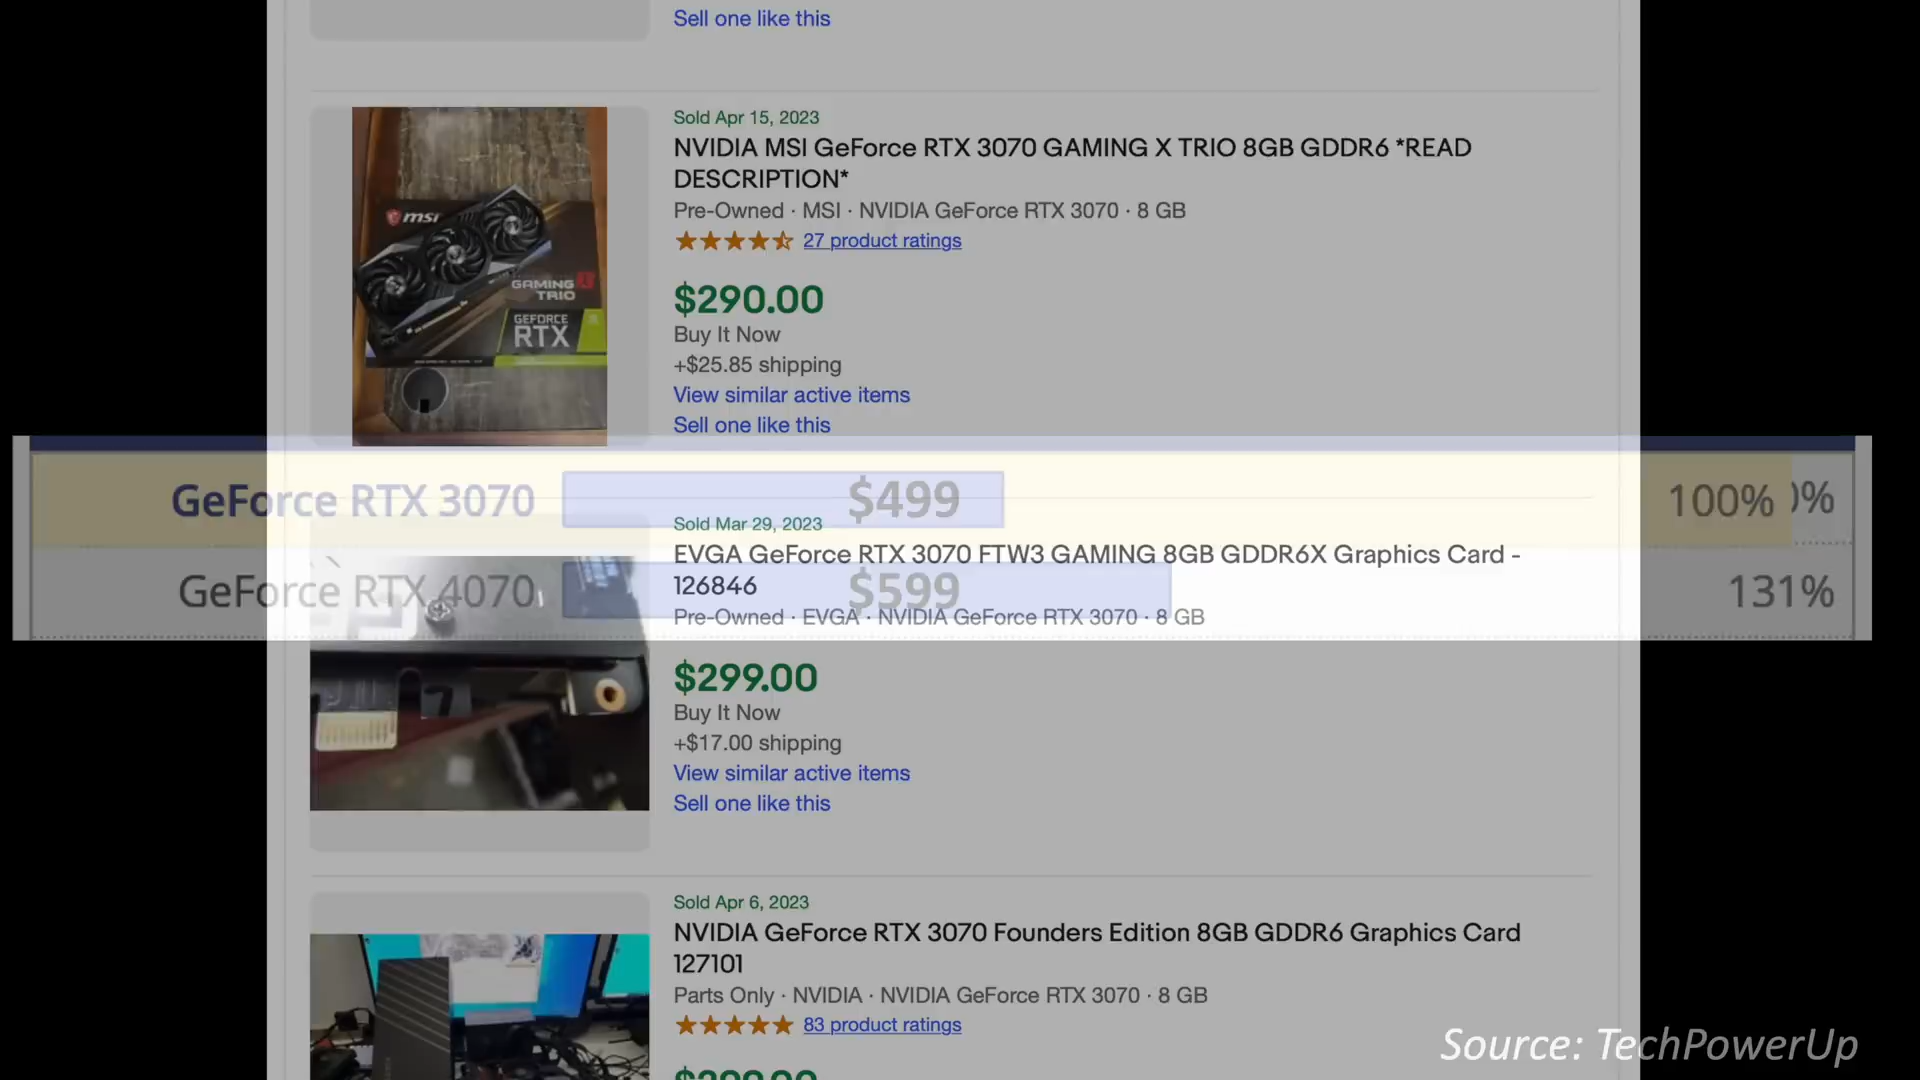 Sell one like this
Sold Apr 15, 2023
NVIDIA MSI GeForce RTX 3070 GAMING X TRIO 8GB GDDR6 *READ
DESCRIPTION*
Pre-Owned · MSI · NVIDIA GeForce RTX 3070 · 8 GB
27 product ratings
$290.00
Buy It Now
+$25.85 shipping
View similar active items
Sell one like this
msi
GAMING X
TRIO
GEFORCE
RTX
GeForce RTX 3070 $499 100%
GeForce RTX 4070 $599 131%
Sold Mar 29, 2023
EVGA GeForce RTX 3070 FTW3 GAMING 8GB GDDR6X Graphics Card -
126846
Pre-Owned · EVGA · NVIDIA GeForce RTX 3070 · 8 GB
$299.00
Buy It Now
+$17.00 shipping
View similar active items
Sell one like this
Sold Apr 6, 2023
NVIDIA GeForce RTX 3070 Founders Edition 8GB GDDR6 Graphics Card
127101
Parts Only · NVIDIA · NVIDIA GeForce RTX 3070 · 8 GB
83 product ratings
Source: TechPowerUp